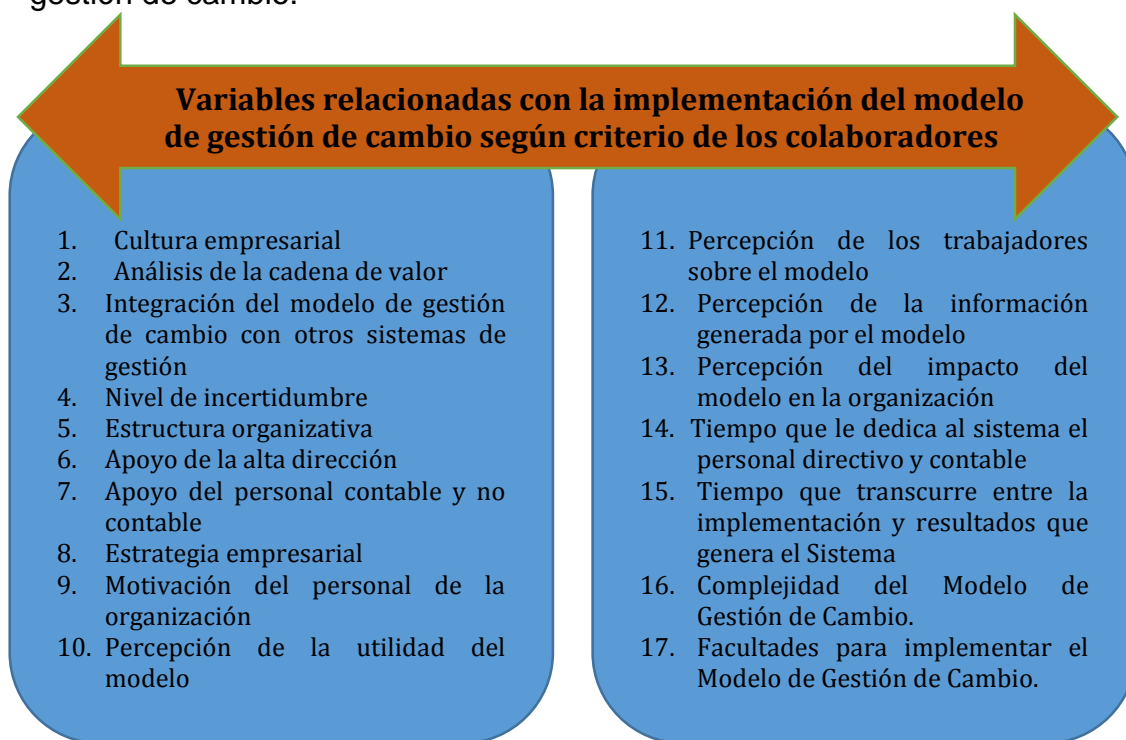 gestión de cambio.
Variables relacionadas con la implementación del modelo
de gestión de cambio según criterio de los colaboradores
1. Cultura empresarial
2. Análisis de la cadena de valor
3. Integración del modelo de gestión
de cambio con otros sistemas de
gestión
4. Nivel de incertidumbre
5. Estructura organizativa
6. Apoyo de la alta dirección
7. Apoyo del personal contable y no
contable
8. Estrategia empresarial
9. Motivación del personal de la
organización
10. Percepción de la utilidad del
modelo
11. Percepción de los trabajadores
sobre el modelo
12. Percepción de la información
generada por el modelo
13. Percepción del impacto del
modelo en la organización
14. Tiempo que le dedica al sistema el
personal directivo y contable
15. Tiempo que transcurre entre la
implementación y resultados que
genera el Sistema
16. Complejidad del Modelo de
Gestión de Cambio.
17. Facultades para implementar el
Modelo de Gestión de Cambio.